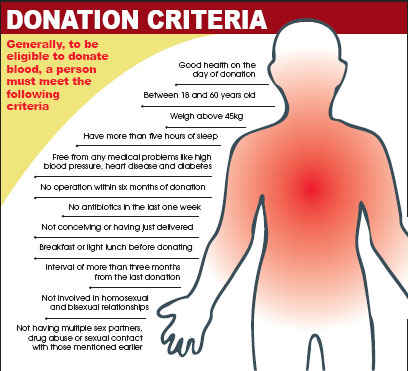 DONATION CRITERIA
Generally, to be
eligible to donate
blood, a person
must meet the
following
criteria
Good health on the
day of donation
Between 18 and 60 years old
Weigh above 45kg
Have more than five hours of sleep
Free from any medical problems like high
blood pressure, heart disease and diabetes
No operation within six months of donation
No antibiotics in the last one week
Not conceiving or having just delivered
Breakfast or light lunch before donating
Interval of more than three months
from the last donation
Not involved in homosexual
and bisexual relationships
Not having multiple sex partners,
drug abuse or sexual contact
with those mentioned earlier